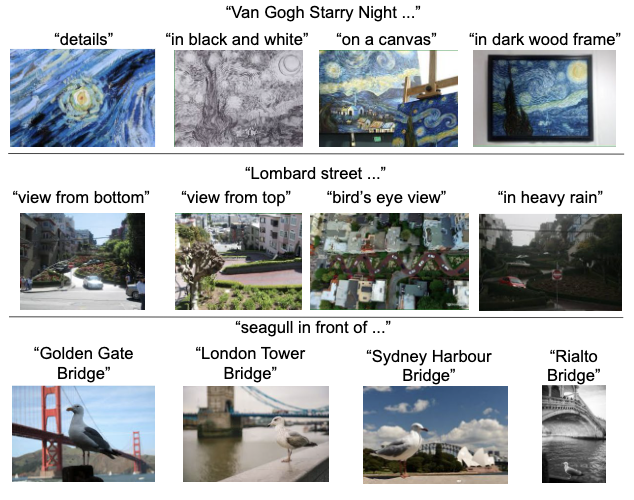 “Van Gogh Starry Night ...”
“details”
“in black and white”
“on a canvas”
“in dark wood frame”
“Lombard street ...”
“view from bottom”
“view from top”
“bird’s eye view”
“in heavy rain”
“seagull in front of ...”
“Golden Gate
Bridge”
“London Tower
Bridge”
“Sydney Harbour
Bridge”
“Rialto
Bridge”